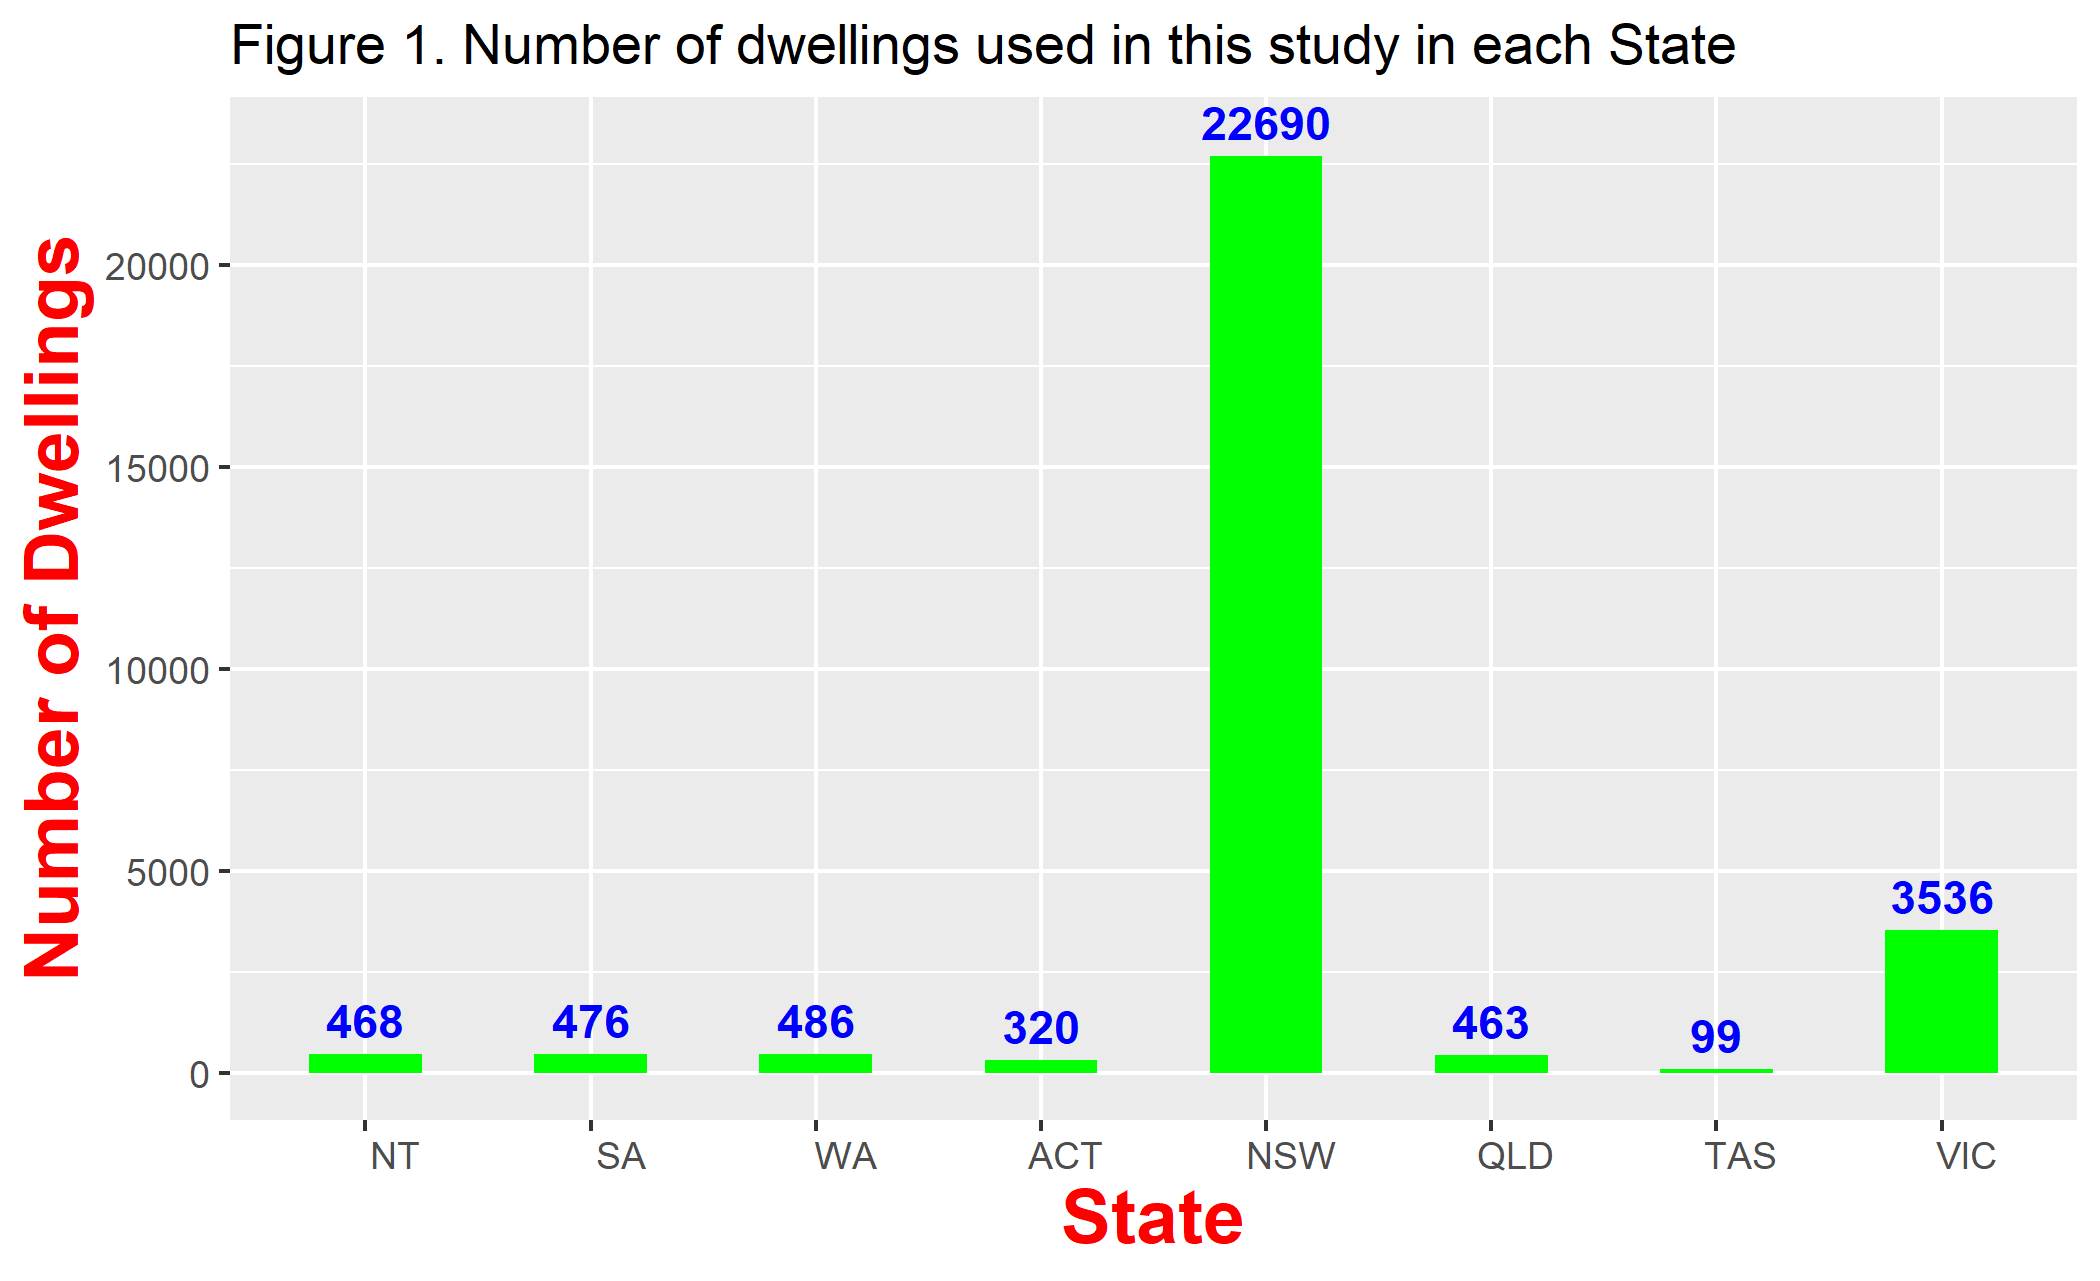 Figure 1. Number of dwellings used in this study in each State
Number of Dwellings
20000
15000
10000
5000
0
468
476
486
320
22690
463
99
3536
NT
SA
WA
ACT
NSW
QLD
TAS
VIC
State